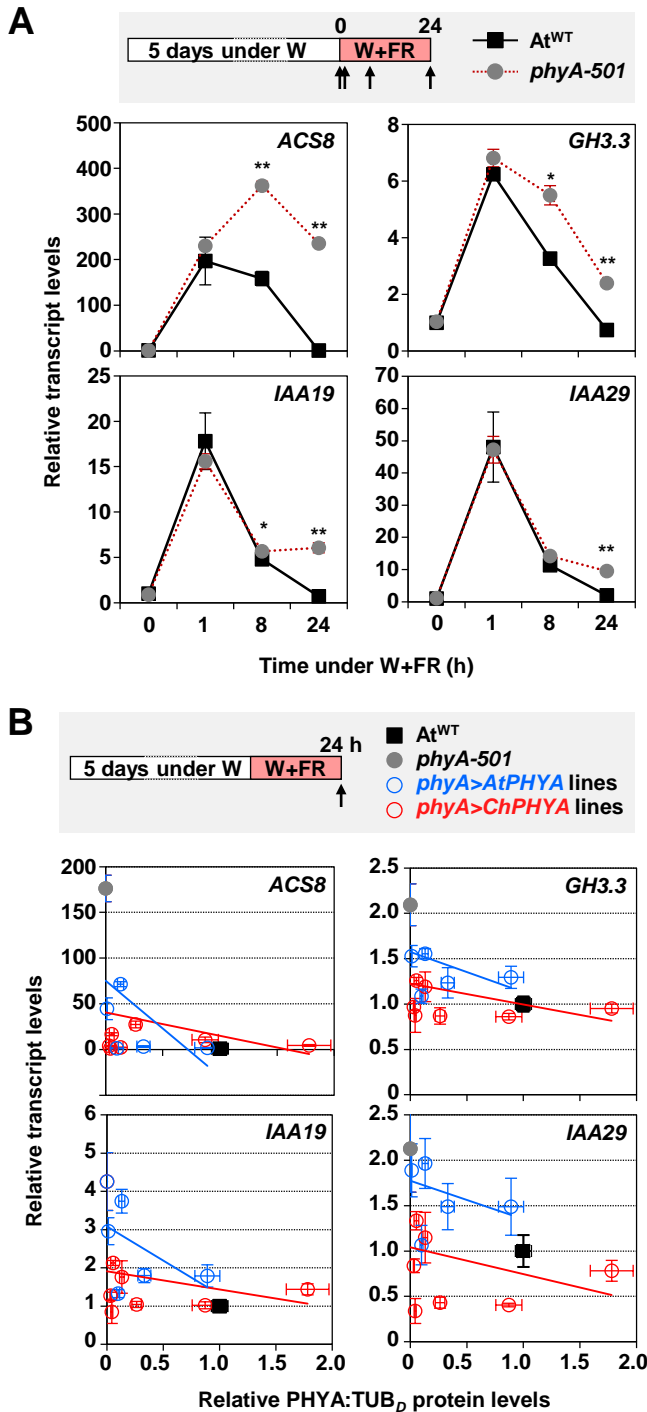 A
0 24
5 days under W W+FR
At^WT
phyA-501
Relative transcript levels
500
400
300
200
100
0
ACS8
**
**
8
6
4
2
0
GH3.3
*
**
25
20
15
10
5
0
IAA19
*
**
70
60
50
40
30
20
10
0
IAA29
**
0 1 8 24
0 1 8 24
Time under W+FR (h)
B
24 h
5 days under W W+FR
At^WT
phyA-501
phyA>AtPHYA lines
phyA>ChPHYA lines
Relative transcript levels
200
150
100
50
0
ACS8
2.5
2.0
1.5
1.0
0.5
0
GH3.3
6
5
4
3
2
1
0
IAA19
2.5
2.0
1.5
1.0
0.5
0
IAA29
0 0.5 1.0 1.5 2.0
0 0.5 1.0 1.5 2.0
Relative PHYA:TUB_D protein levels